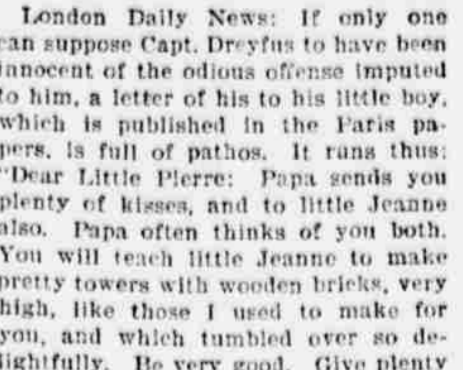 London Daily News: If only one
can suppose Capt. Dreyfus to have been
innocent of the odious offense imputed
to him, a letter of his to his little boy,
which is published in the Paris pa-
pers, is full of pathos. It runs thus:
"Dear Little Pierre: Papa sends you
plenty of kisses, and to little Jeanne
also. Papa often thinks of you both.
You will teach little Jeanne to make
pretty towers with wooden bricks, very
high, like those I used to make for
you, and which tumbled over so de-
lightfully. Be very good. Give plenty